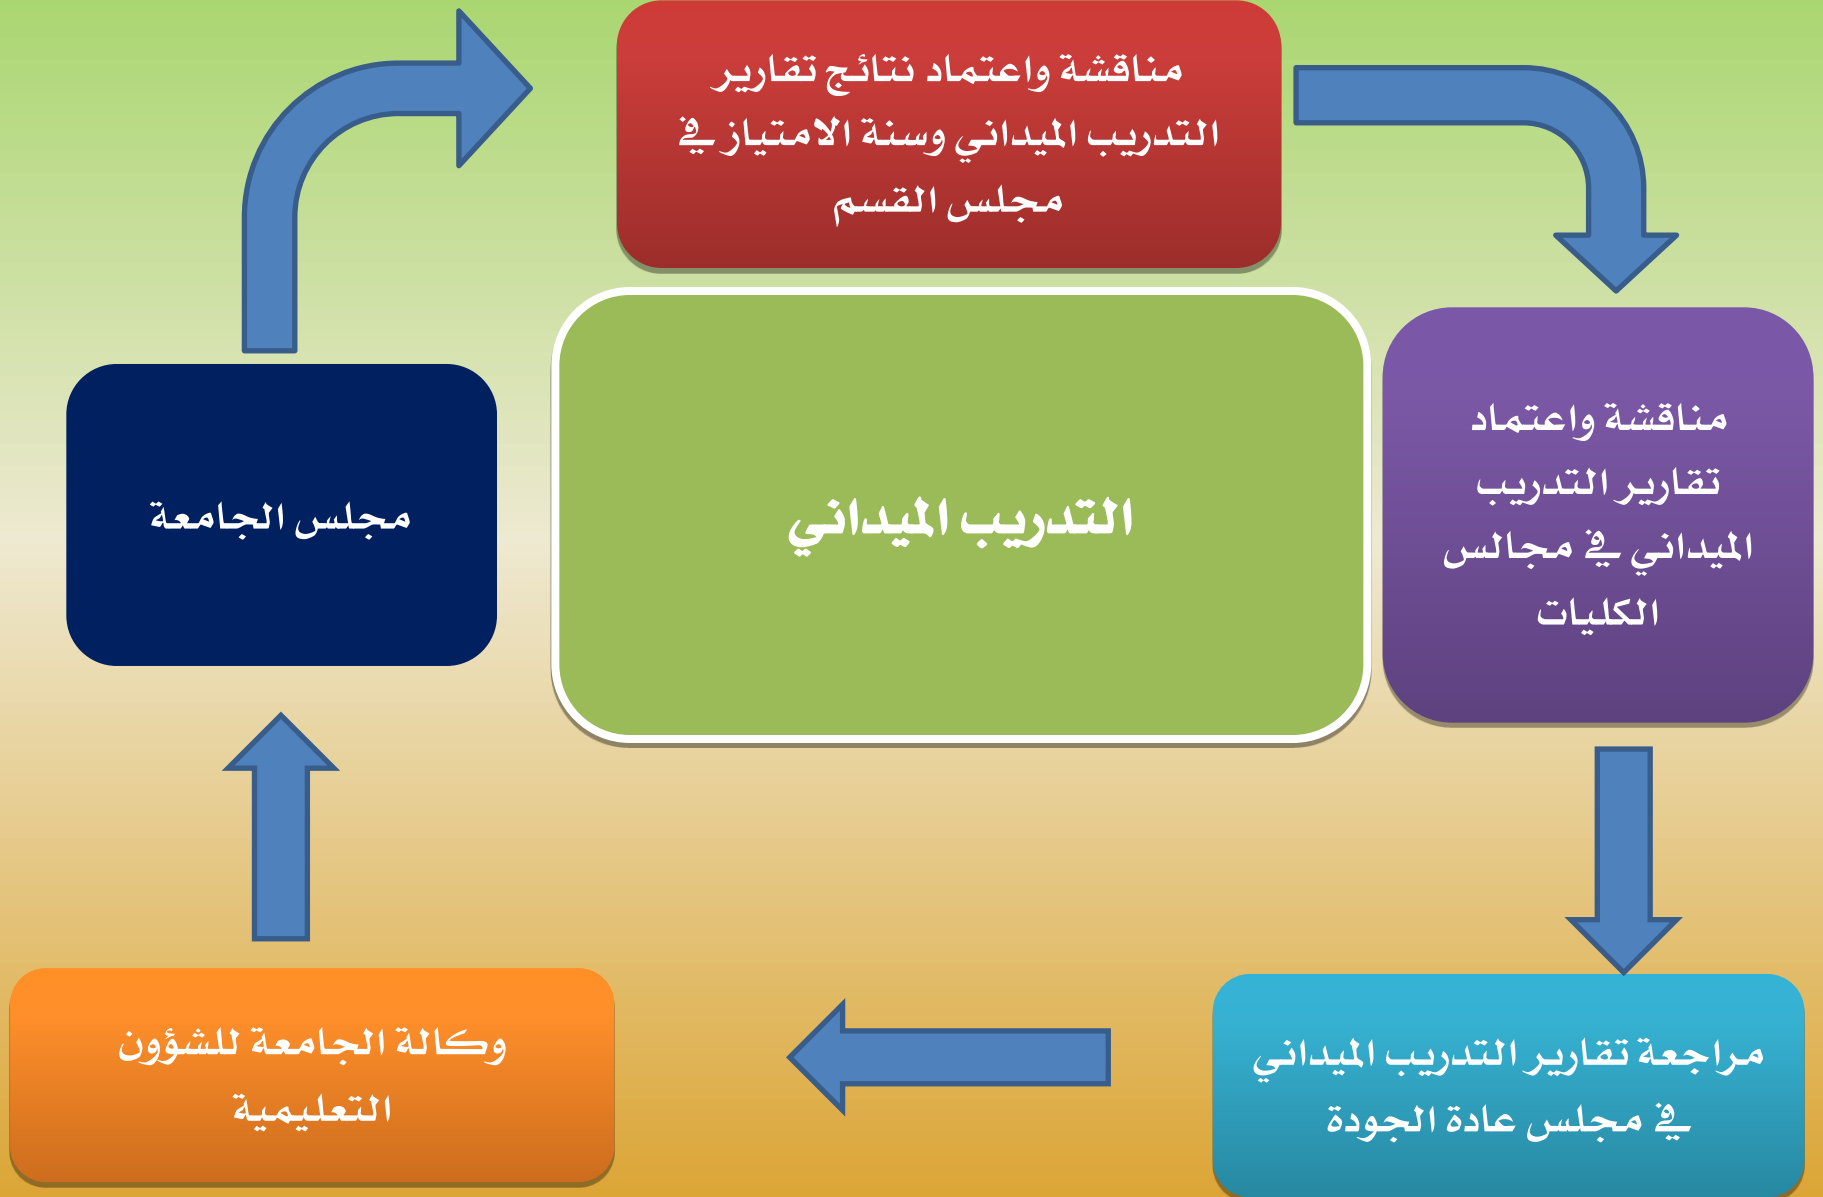 مناقشة واعتماد نتائج تقارير
التدريب الميداني وسنة الامتياز في
مجلس القسم
مناقشة واعتماد
تقارير التدريب
الميداني في مجالس
الكليات
التدريب الميداني
مجلس الجامعة
مراجعة تقارير التدريب الميداني
في مجلس عادة الجودة
وكالة الجامعة للشؤون
التعليمية